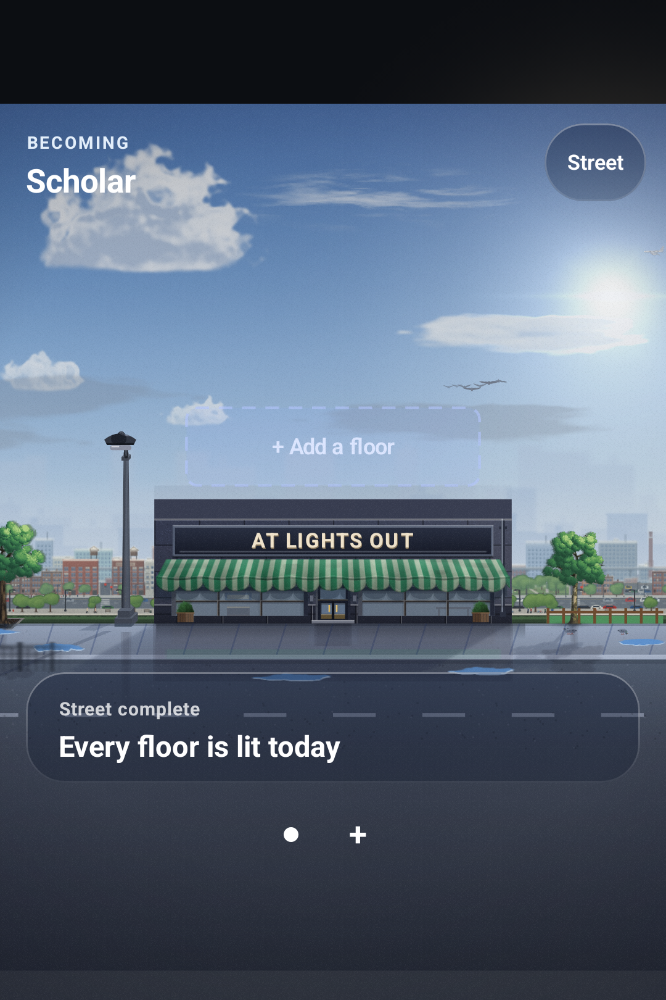 BECOMING
Scholar
Street
+ Add a floor
AT LIGHTS OUT
Street complete
Every floor is lit today
+